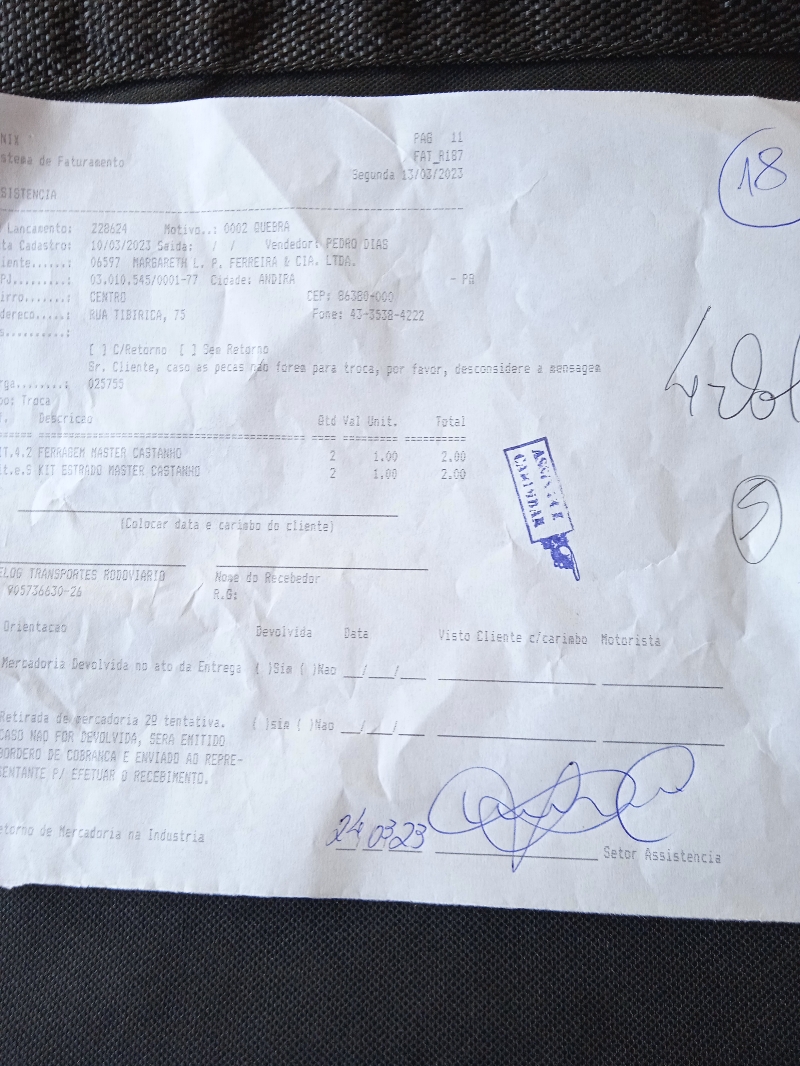 NIX PAG 11
stema de Faturamento FAT_R187
Segunda 13/03/2023
18
SISTENCIA
Lancamento: 228624 Motivo..: 0002 QUEBRA
ta Cadastro: 10/03/2023 Saida: / / Vendedor: PEDRO DIAS
iente.....: 06597 MARGARETH L. P. FERREIRA & CIA. LTDA.
PJ.......: 03.010.545/0001-77 Cidade: ANDIRA - PR
irro......: CENTRO CEP: 86380-000
dereco....: RUA TIBIRICA, 75 Fone: 43-3538-4222
s.........:
[ ] C/Retorno [ ] Sem Retorno
Sr. Cliente, caso as pecas não forem para troca, por favor, desconsidere a mensagem
rga.......: 025755
po: Troca
. Descricao Qtd Val Unit. Total
IT.4.2 FERRAGEM MASTER CASTANHO 2 1.00 2.00
it.e.S KIT ESTRADO MASTER CASTANHO 2 1.00 2.00
ASSINAR E
CARIMBAR
5
(Colocar data e carimbo do cliente)
ELOG TRANSPORTES RODOVIARIO Nome do Recebedor
905736630-26 R.G:
Orientacao Devolvida Data Visto Cliente c/carimbo Motorista
Mercadoria Devolvida no ato da Entrega ( )Sim ( )Nao __/__/__
Retirada de mercadoria 2º tentativa. ( )sim ( )Nao __/__/__
CASO NAO FOR DEVOLVIDA, SERA EMITIDO
BORDERO DE COBRANCA E ENVIADO AO REPRE-
SENTANTE P/ EFETUAR O RECEBIMENTO.
etorno de Mercadoria na Industria 24 03 23 Setor Assistencia